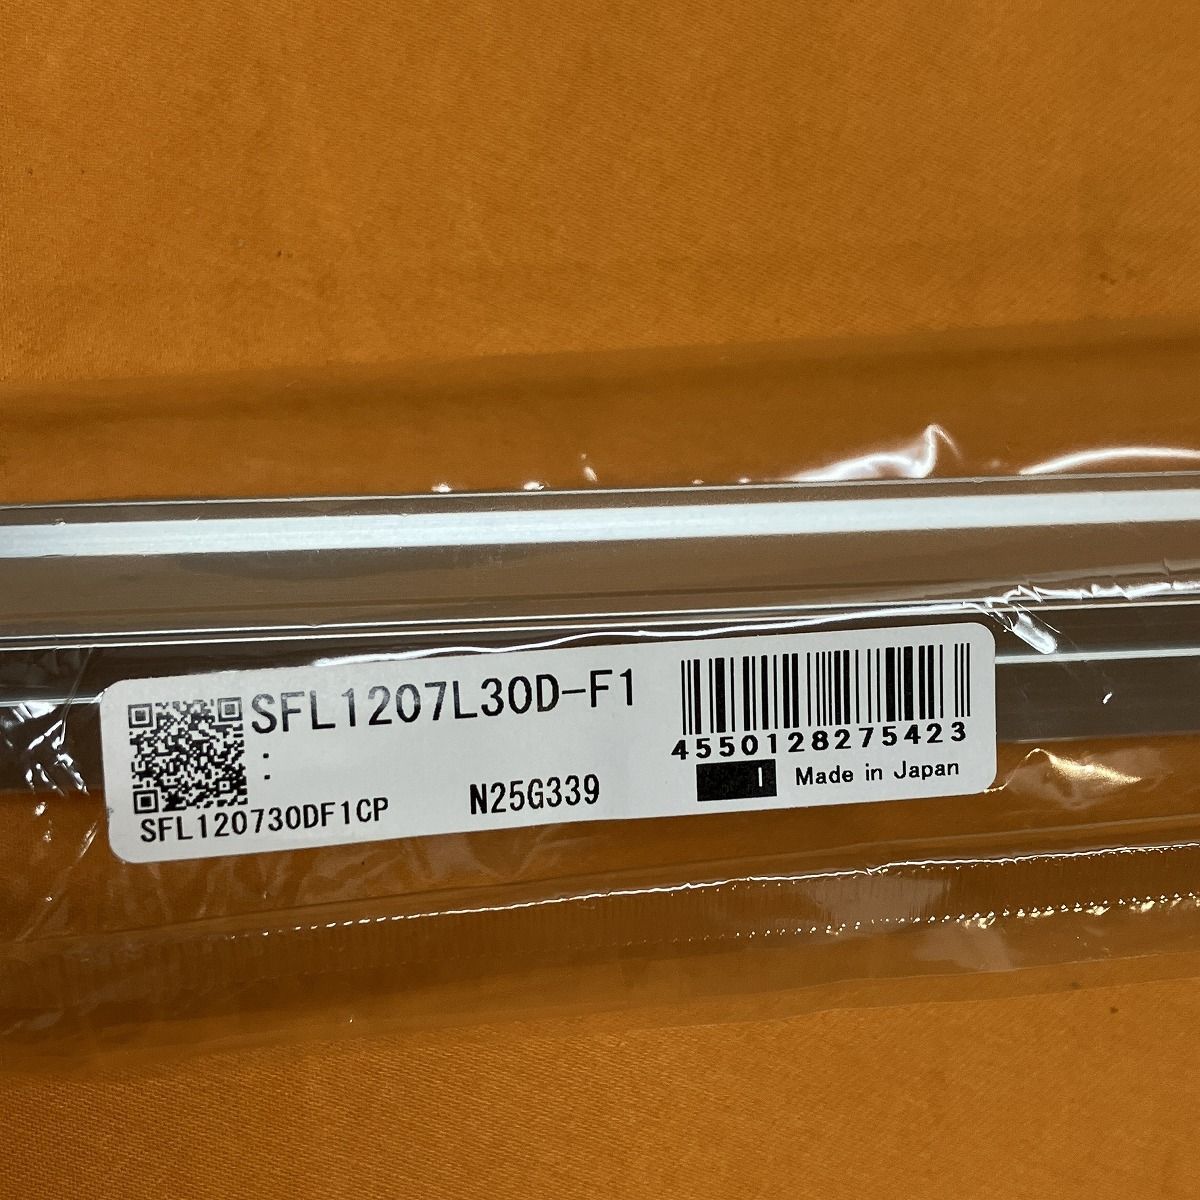 SFL1207L30D-F1
:
SFL120730DF1CP
N25G339
4550128275423
Made in Japan